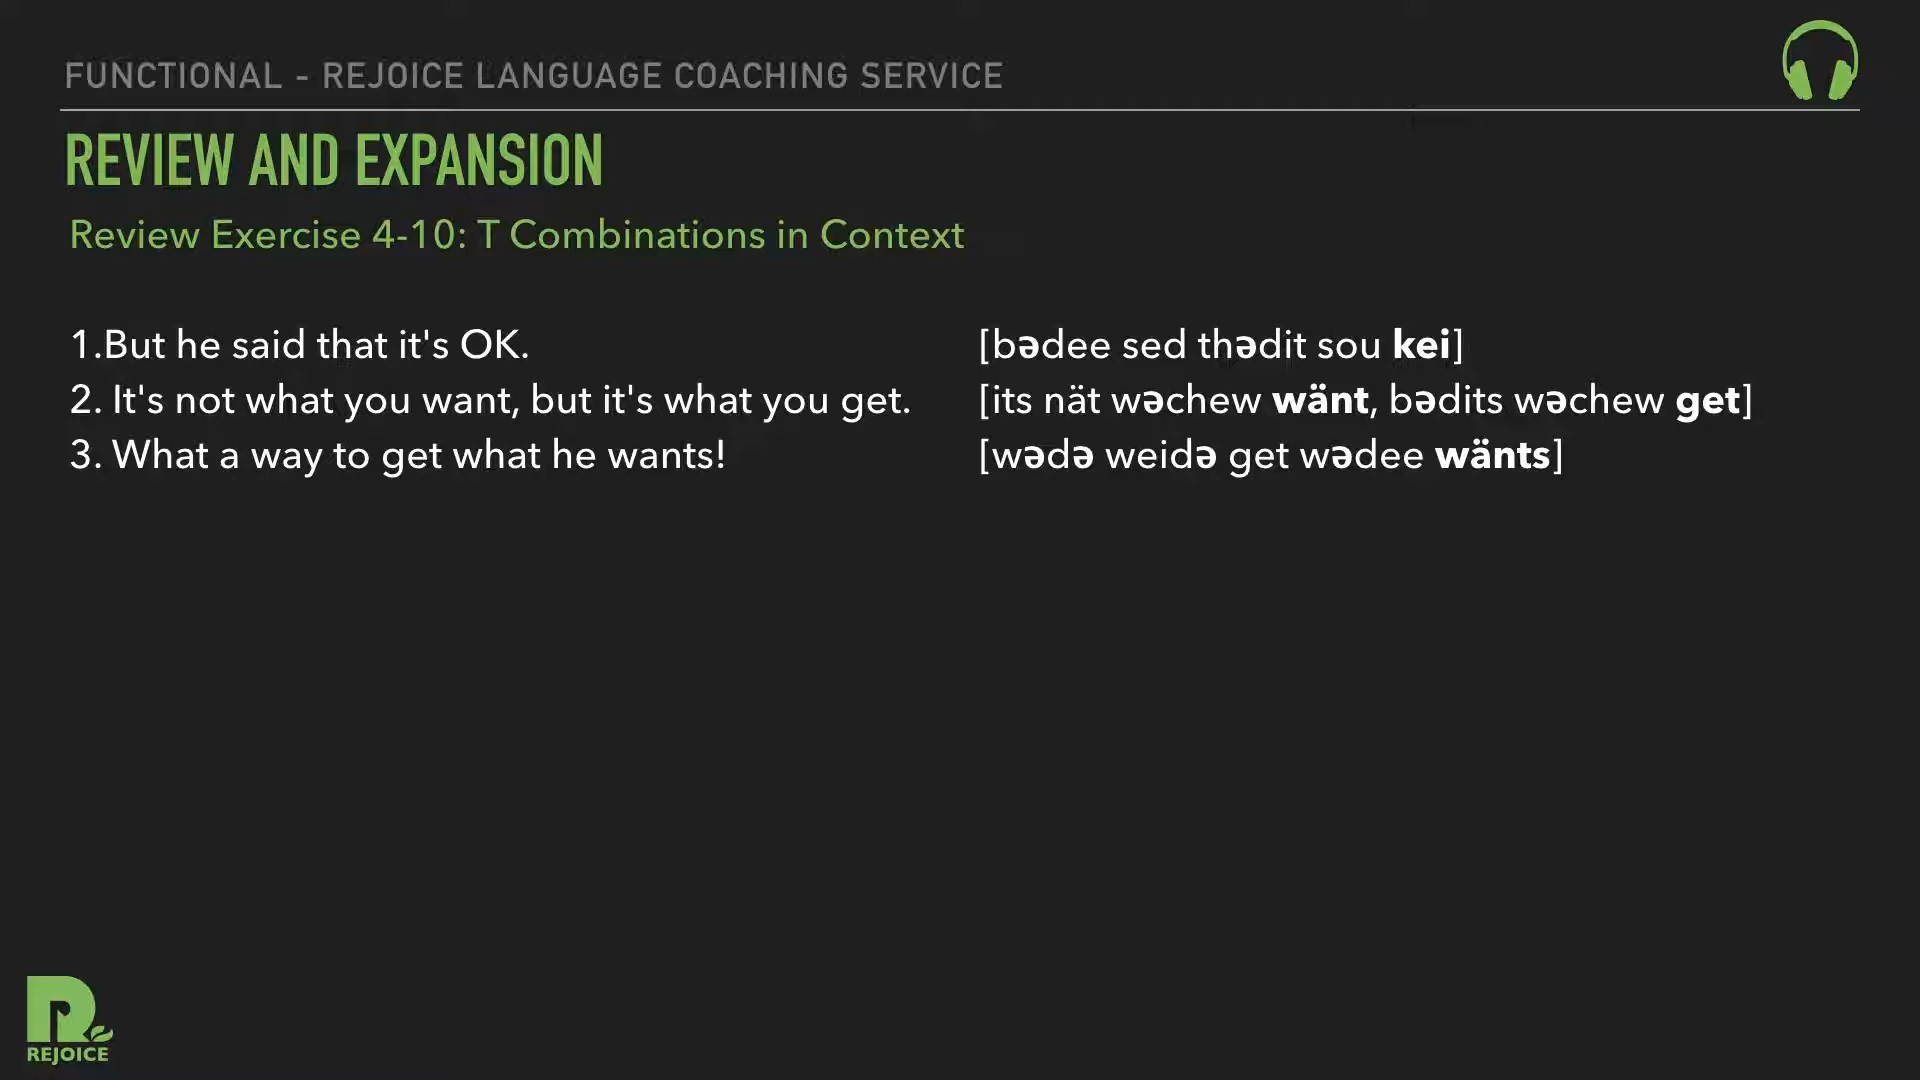 FUNCTIONAL - REJOICE LANGUAGE COACHING SERVICE
REVIEW AND EXPANSION
Review Exercise 4-10: T Combinations in Context
1.But he said that it's OK. [bədee sed thədit sou kei]
2. It's not what you want, but it's what you get. [its nät wəchew wänt, bədits wəchew get]
3. What a way to get what he wants! [wədə weidə get wədee wänts]
REJOICE